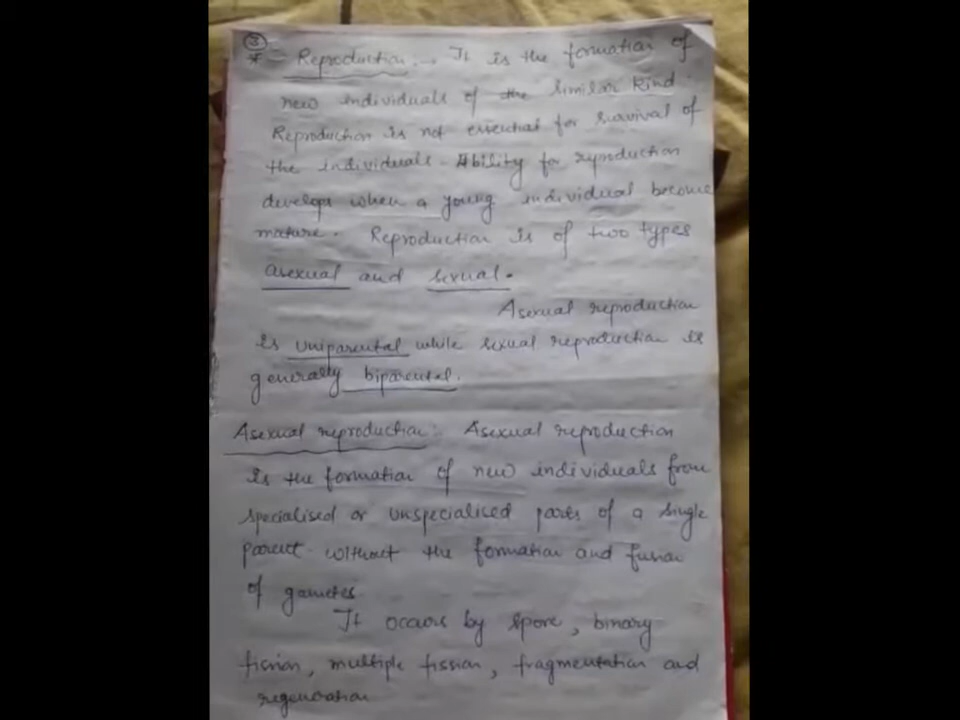 ③
* Reproduction:- It is the formation of
new individuals of the similar kind.
Reproduction is not essential for survival of
the individuals. Ability for reproduction
develops when a young individual become
mature. Reproduction is of two types
asexual and sexual.
Asexual reproduction
is uniparental while sexual reproduction is
generally biparental.
Asexual reproduction:- Asexual reproduction
is the formation of new individuals from
specialised or unspecialised parts of a single
parent without the formation and fusion
of gametes.
It occurs by spore, binary
fission, multiple fission, fragmentation and
regeneration